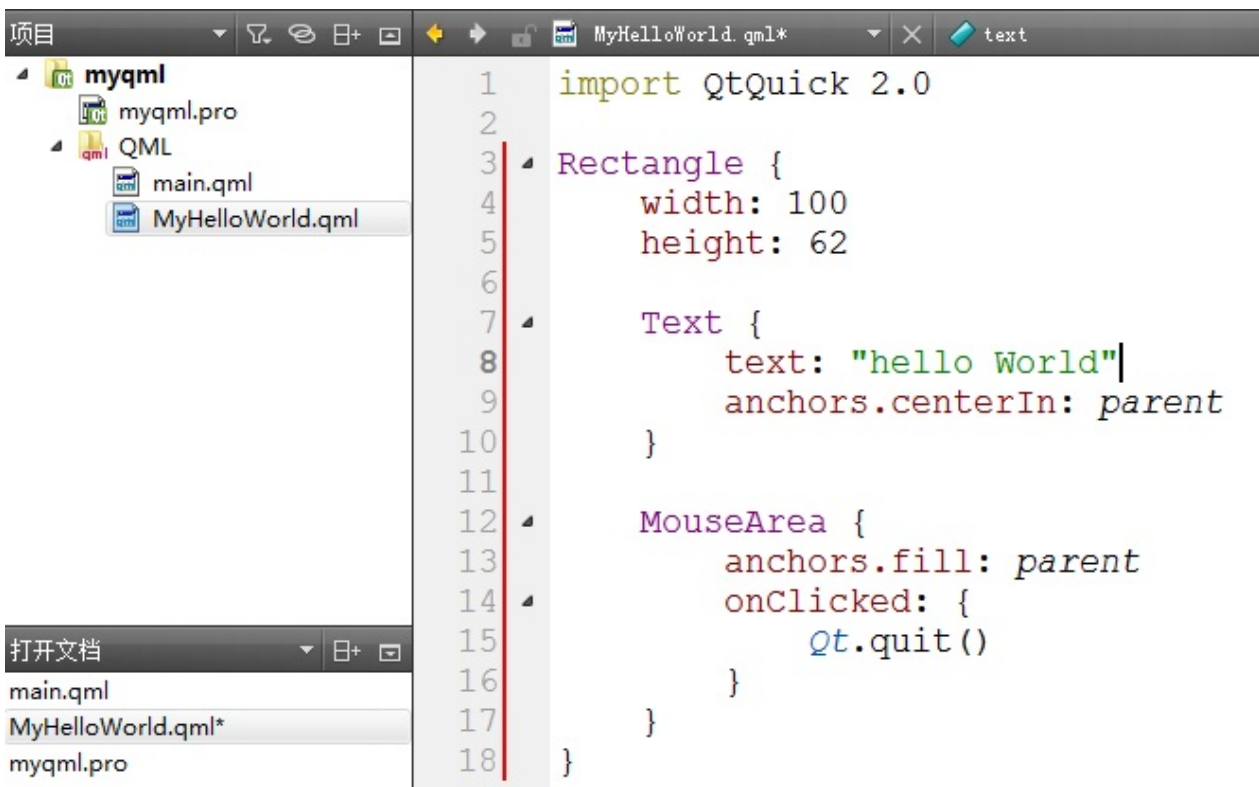 项目
myqml
myqml.pro
QML
main.qml
MyHelloWorld.qml
打开文档
main.qml
MyHelloWorld.qml*
myqml.pro
MyHelloWorld.qml* text
1 import QtQuick 2.0
2
3 Rectangle {
4     width: 100
5     height: 62
6
7     Text {
8         text: "hello World"
9         anchors.centerIn: parent
10     }
11
12     MouseArea {
13         anchors.fill: parent
14         onClicked: {
15             Qt.quit()
16         }
17     }
18 }